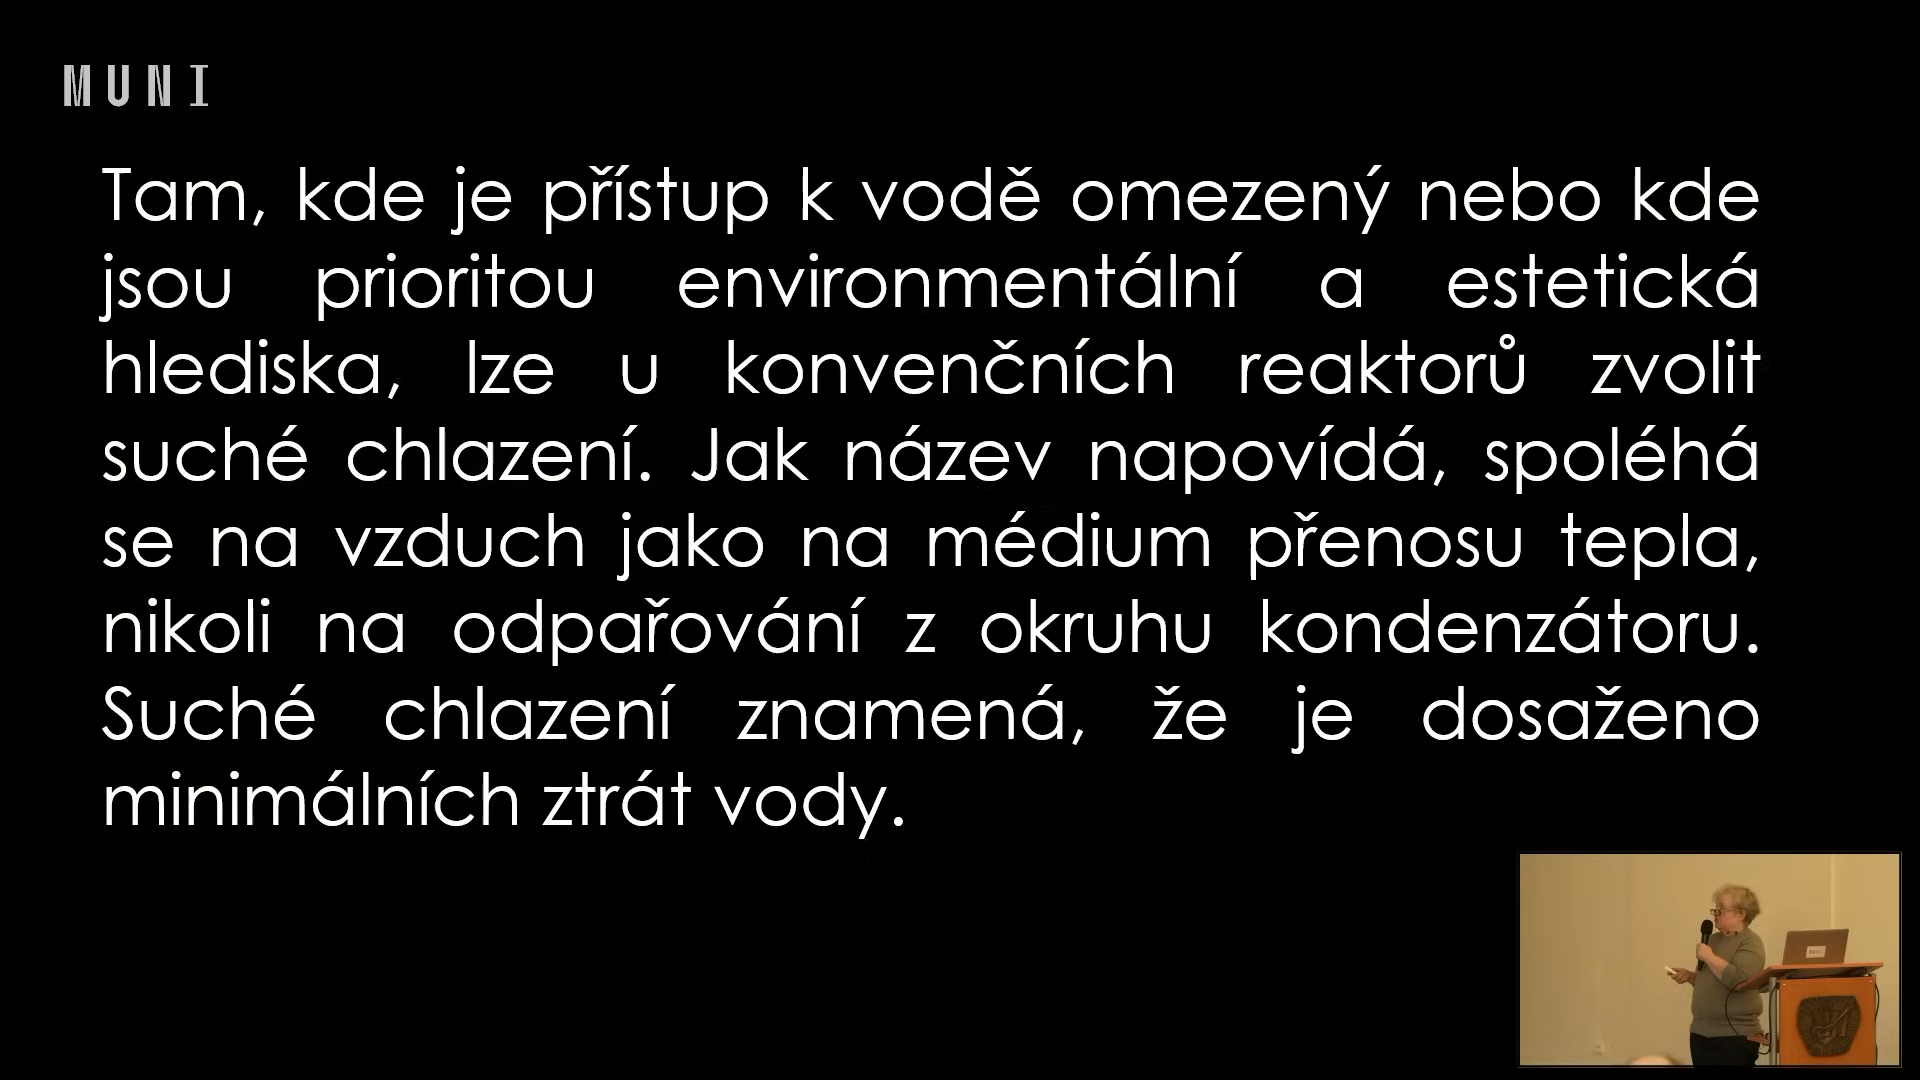 MUNI
Tam, kde je přístup k vodě omezený nebo kde
jsou prioritou environmentální a estetická
hlediska, lze u konvenčních reaktorů zvolit
suché chlazení. Jak název napovídá, spoléhá
se na vzduch jako na médium přenosu tepla,
nikoli na odpařování z okruhu kondenzátoru.
Suché chlazení znamená, že je dosaženo
minimálních ztrát vody.